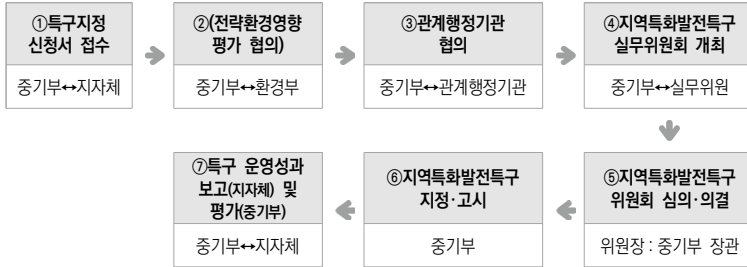 ①특구지정
신청서 접수
중기부↔지자체
②(전략환경영향
평가 협의)
중기부↔환경부
③관계행정기관
협의
중기부↔관계행정기관
④지역특화발전특구
실무위원회 개최
중기부↔실무위원
⑤지역특화발전특구
위원회 심의·의결
위원장 : 중기부 장관
⑥지역특화발전특구
지정·고시
중기부
⑦특구 운영성과
보고(지자체) 및
평가(중기부)
중기부↔지자체